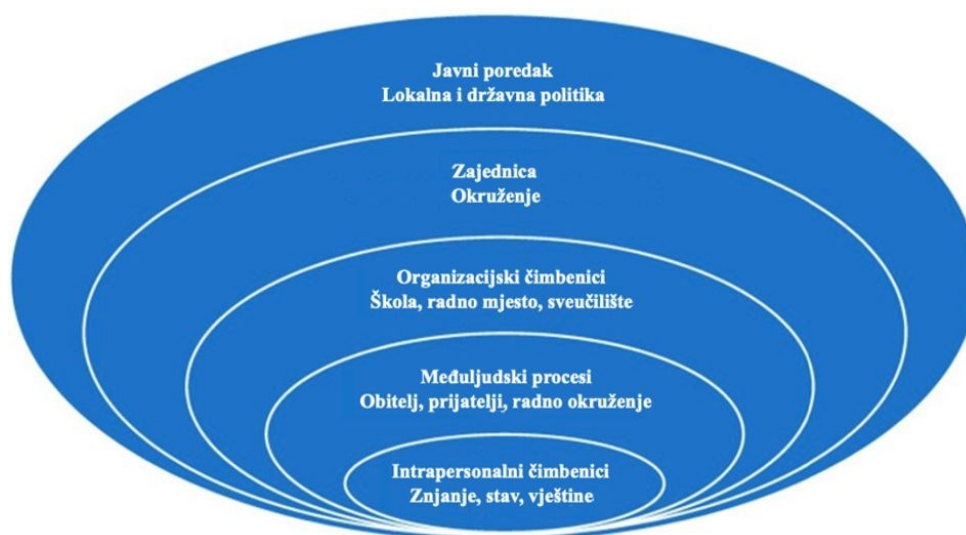 Javni poredak
Lokalna i državna politika
Zajednica
Okruženje
Organizacijski čimbenici
Škola, radno mjesto, sveučilište
Međuljudski procesi
Obitelj, prijatelji, radno okruženje
Intrapersonalni čimbenici
Znjanje, stav, vještine